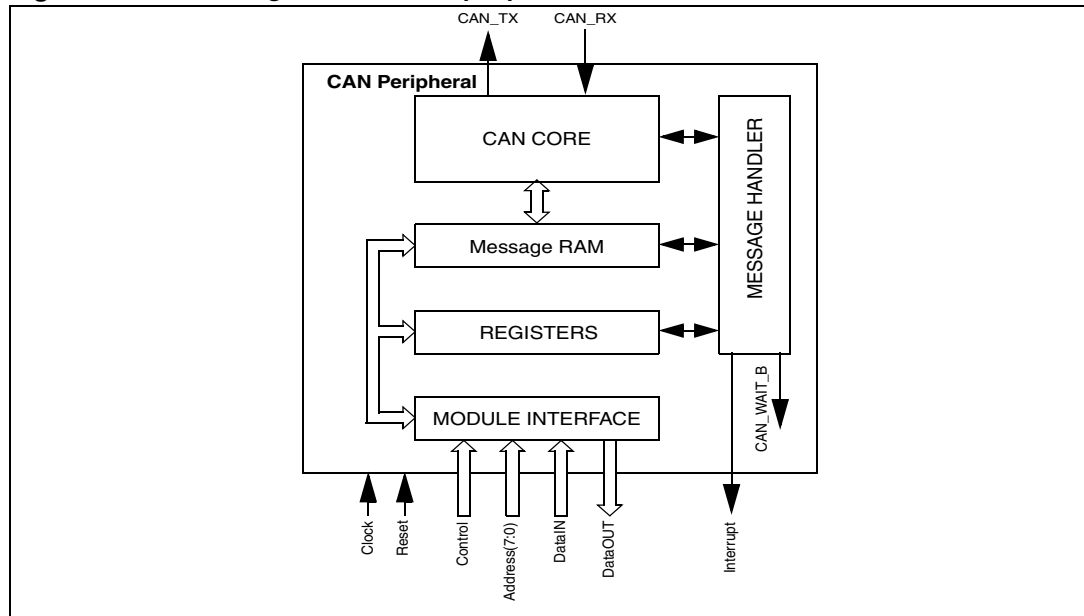 CAN_TX
CAN_RX
CAN Peripheral
CAN CORE
MESSAGE HANDLER
Message RAM
REGISTERS
MODULE INTERFACE
CAN_WAIT_B
Clock
Reset
Control
Address(7:0)
DataIN
DataOUT
Interrupt